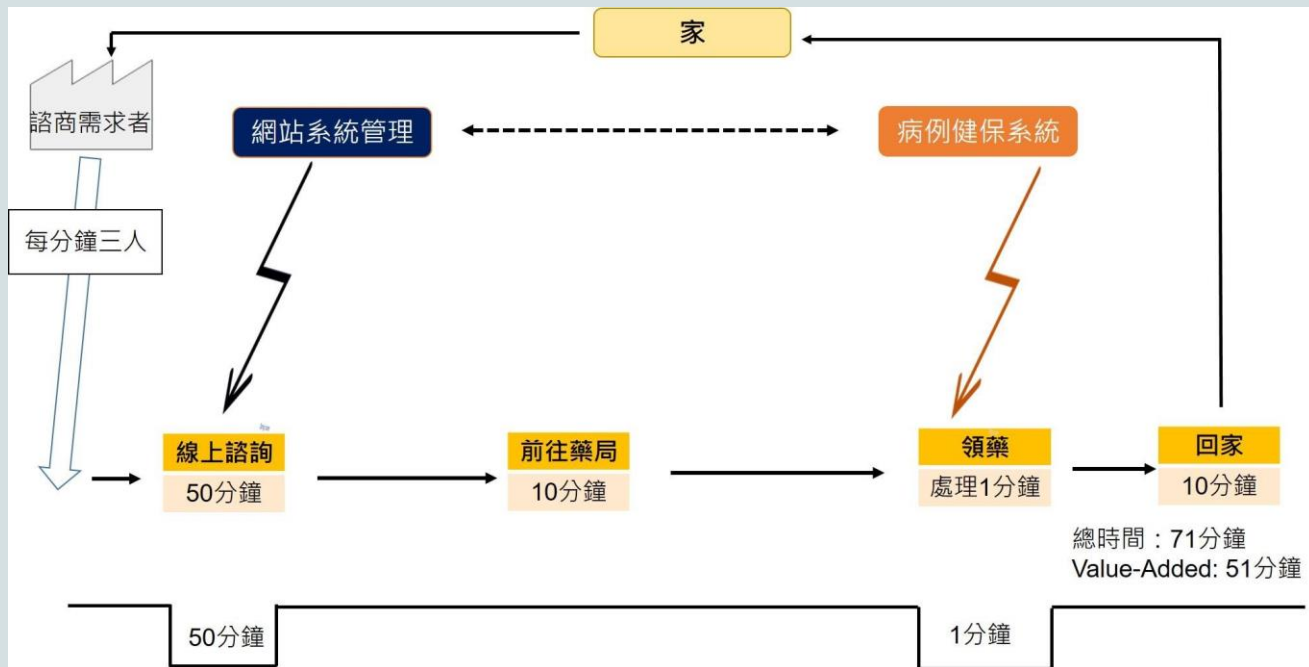 家
諮商需求者
網站系統管理
病例健保系統
每分鐘三人
線上諮詢
50分鐘
前往藥局
10分鐘
領藥
處理1分鐘
回家
10分鐘
總時間：71分鐘
Value-Added: 51分鐘
50分鐘
1分鐘